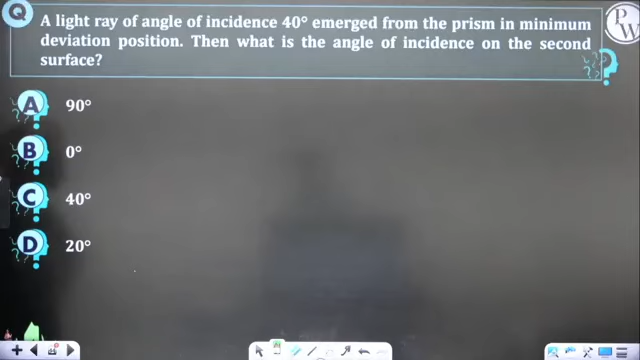 Q
A light ray of angle of incidence 40° emerged from the prism in minimum
deviation position. Then what is the angle of incidence on the second
surface?
P
W
A 90°
B 0°
C 40°
D 20°